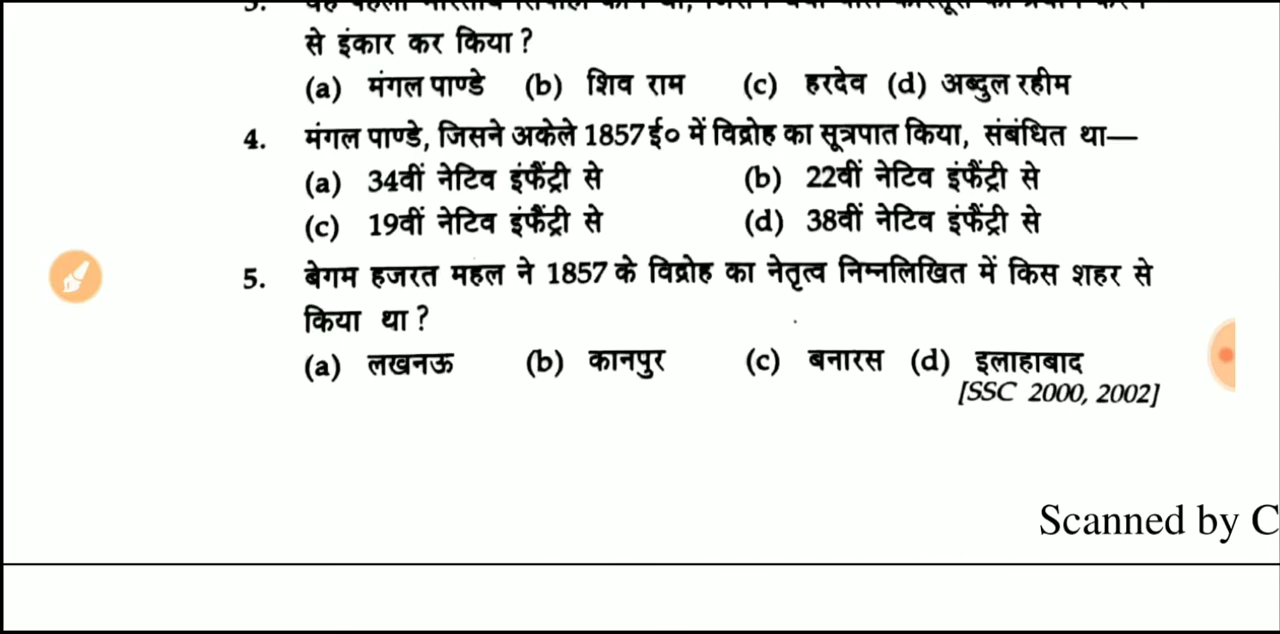 से इंकार कर किया ?
(a) मंगल पाण्डे (b) शिव राम (c) हरदेव (d) अब्दुल रहीम
4. मंगल पाण्डे, जिसने अकेले 1857 ई० में विद्रोह का सूत्रपात किया, संबंधित था—
(a) 34वीं नेटिव इंफैंट्री से (b) 22वीं नेटिव इंफैंट्री से
(c) 19वीं नेटिव इंफैंट्री से (d) 38वीं नेटिव इंफैंट्री से
5. बेगम हजरत महल ने 1857 के विद्रोह का नेतृत्व निम्नलिखित में किस शहर से
किया था ?
(a) लखनऊ (b) कानपुर (c) बनारस (d) इलाहाबाद
[SSC 2000, 2002]
Scanned by C